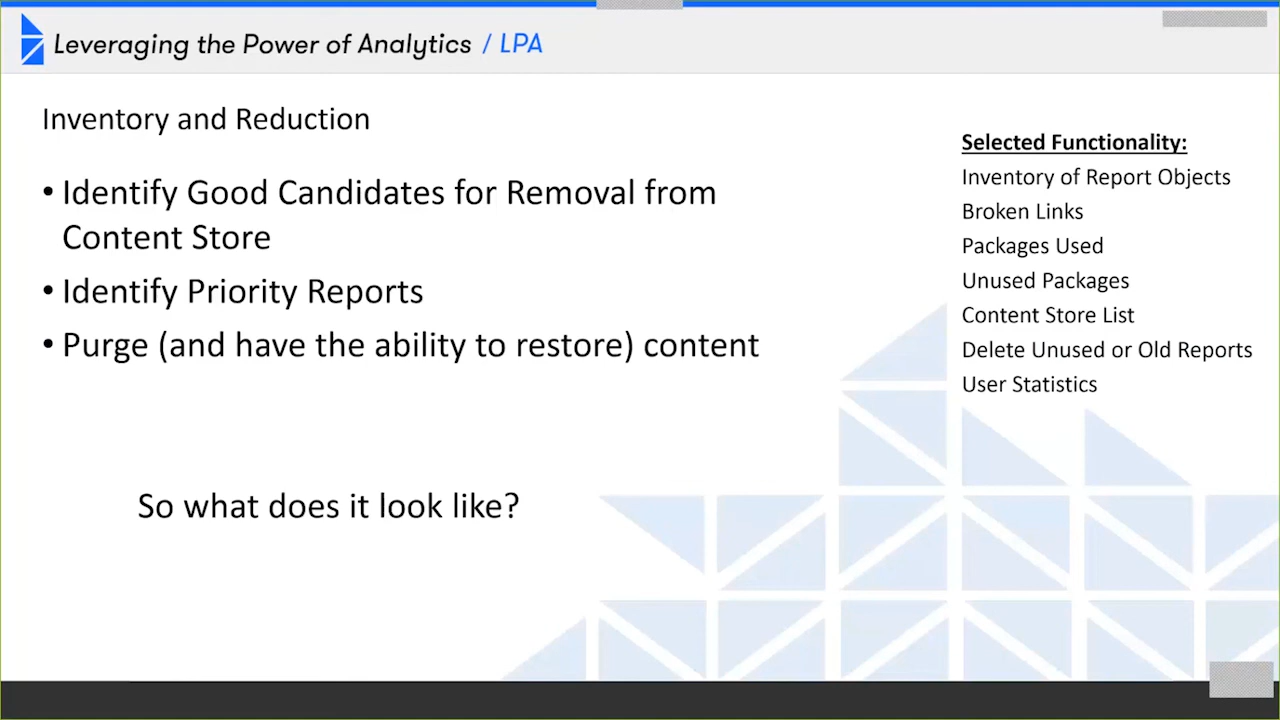 Leveraging the Power of Analytics / LPA
Inventory and Reduction
• Identify Good Candidates for Removal from
Content Store
• Identify Priority Reports
• Purge (and have the ability to restore) content
So what does it look like?
Selected Functionality:
Inventory of Report Objects
Broken Links
Packages Used
Unused Packages
Content Store List
Delete Unused or Old Reports
User Statistics